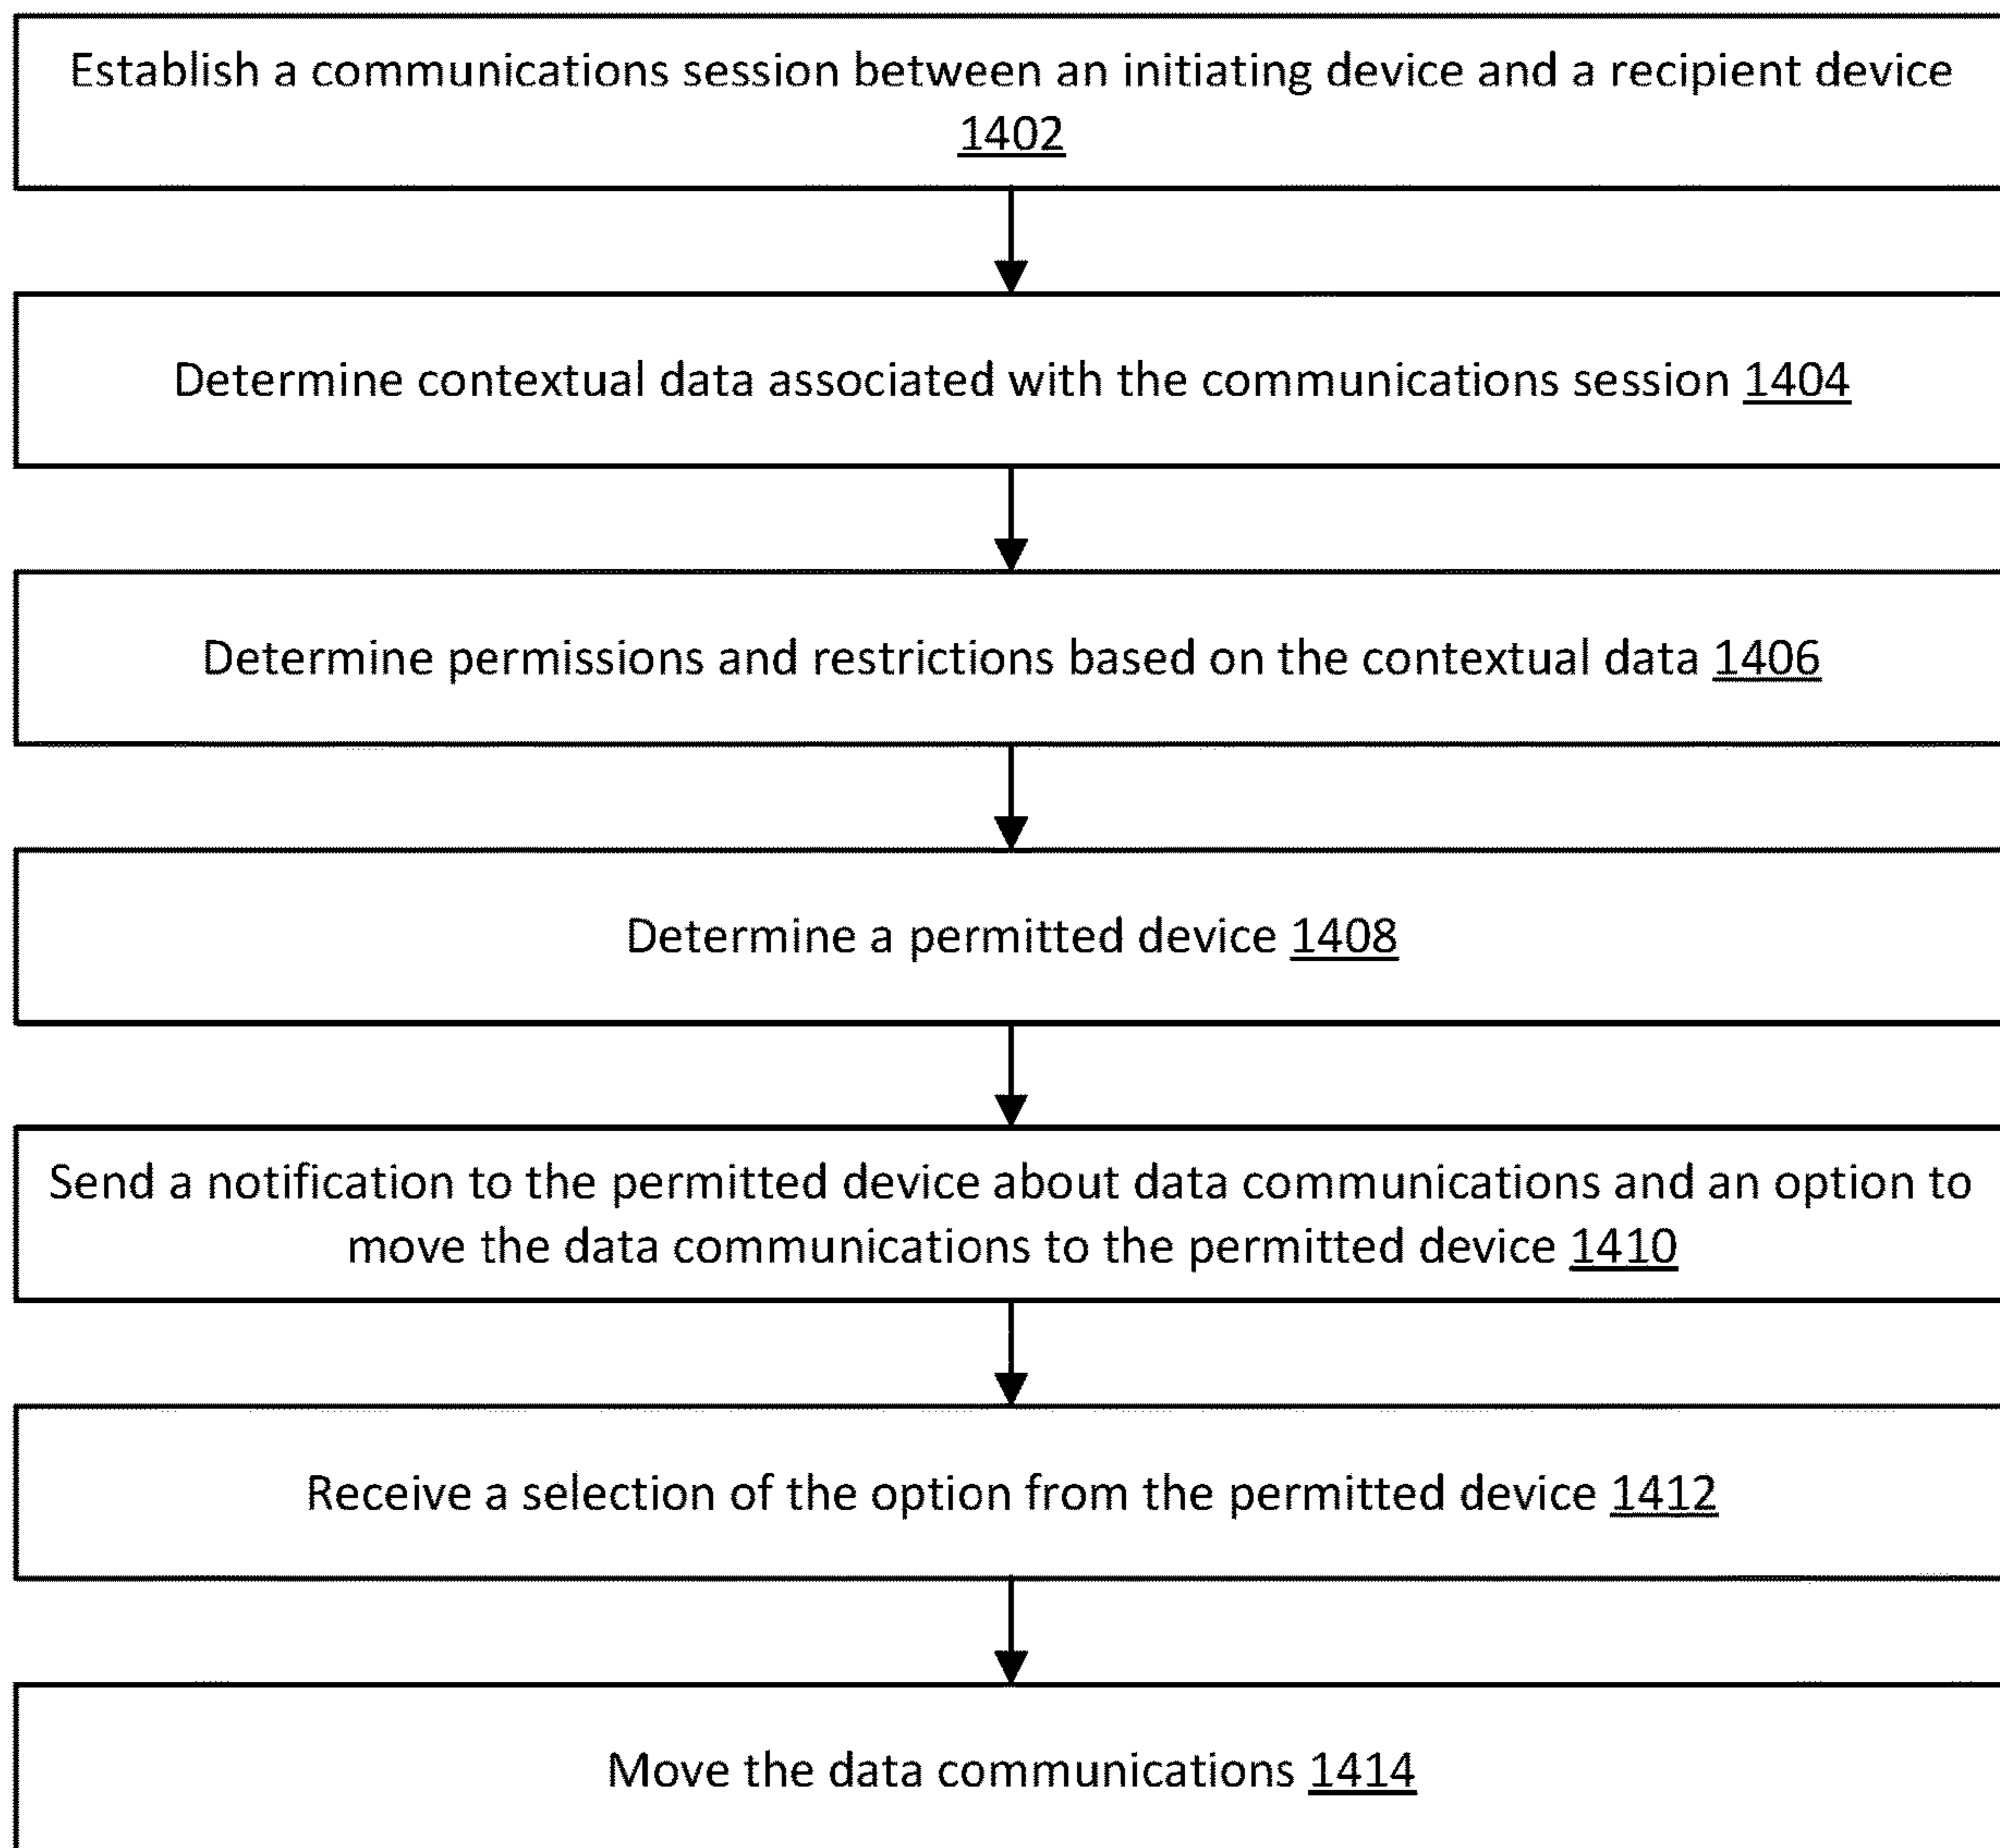 Establish a communications session between an initiating device and a recipient device
1402
Determine contextual data associated with the communications session 1404
Determine permissions and restrictions based on the contextual data 1406
Determine a permitted device 1408
Send a notification to the permitted device about data communications and an option to
move the data communications to the permitted device 1410
Receive a selection of the option from the permitted device 1412
Move the data communications 1414